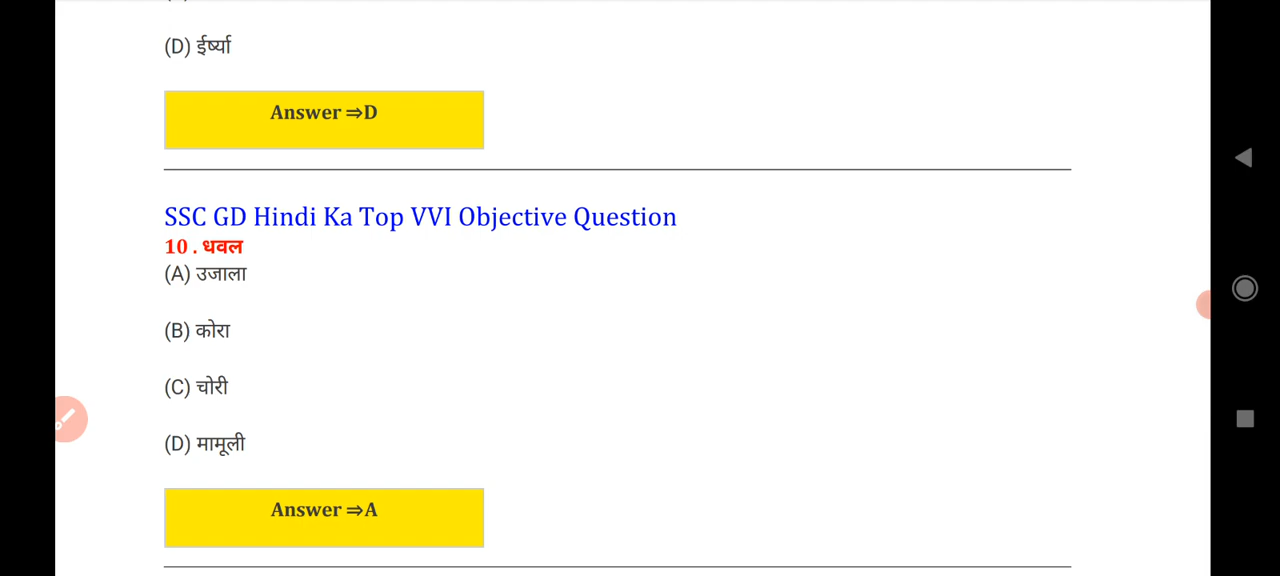 (D) ईर्ष्या
Answer ⇒D
SSC GD Hindi Ka Top VVI Objective Question
10 . धवल
(A) उजाला
(B) कोरा
(C) चोरी
(D) मामूली
Answer ⇒A